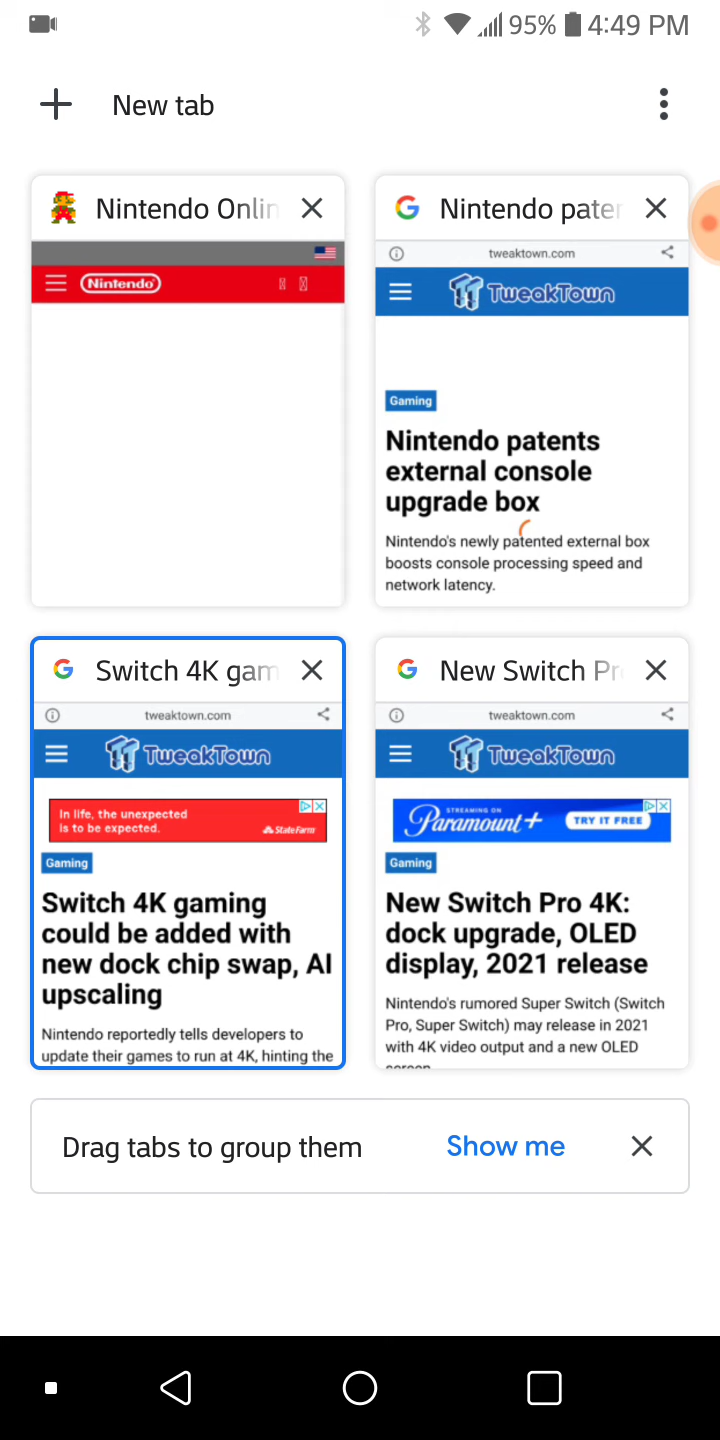 95% 4:49 PM
New tab
Nintendo Onlin
Nintendo
Nintendo paten
tweaktown.com
TweakTown
Gaming
Nintendo patents
external console
upgrade box
Nintendo's newly patented external box
boosts console processing speed and
network latency.
Switch 4K gam
tweaktown.com
TweakTown
In life, the unexpected
is to be expected.
StateFarm
Gaming
Switch 4K gaming
could be added with
new dock chip swap, AI
upscaling
Nintendo reportedly tells developers to
update their games to run at 4K, hinting the
New Switch Pr
tweaktown.com
TweakTown
STREAMING ON
Paramount+
TRY IT FREE
Gaming
New Switch Pro 4K:
dock upgrade, OLED
display, 2021 release
Nintendo's rumored Super Switch (Switch
Pro, Super Switch) may release in 2021
with 4K video output and a new OLED
screen
Drag tabs to group them
Show me